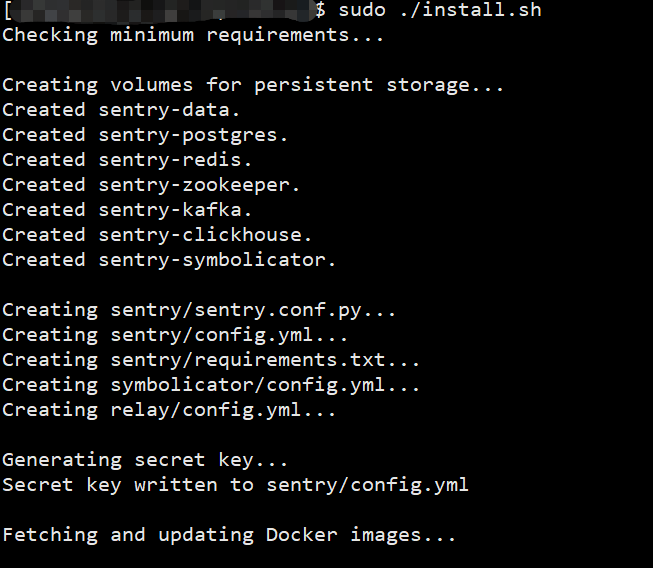 [ $ sudo ./install.sh
Checking minimum requirements...
Creating volumes for persistent storage...
Created sentry-data.
Created sentry-postgres.
Created sentry-redis.
Created sentry-zookeeper.
Created sentry-kafka.
Created sentry-clickhouse.
Created sentry-symbolicator.
Creating sentry/sentry.conf.py...
Creating sentry/config.yml...
Creating sentry/requirements.txt...
Creating symbolicator/config.yml...
Creating relay/config.yml...
Generating secret key...
Secret key written to sentry/config.yml
Fetching and updating Docker images...